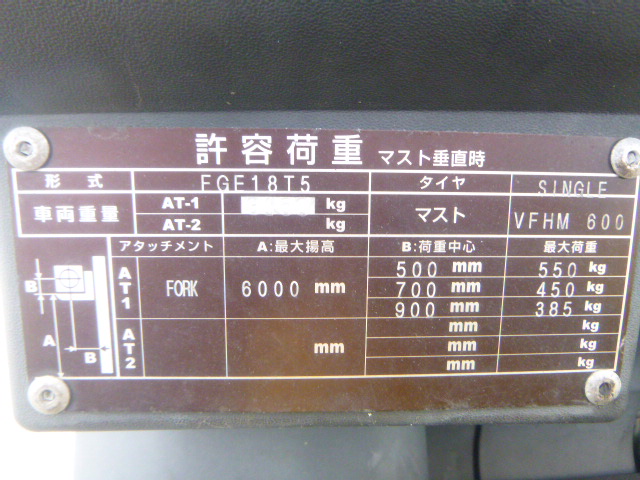 許容荷重 マスト垂直時
形式 FGE18T5 タイヤ SINGLE
車両重量 AT-1 kg マスト VFHM 600
AT-2 kg
アタッチメント A:最大揚高 B:荷重中心 最大荷重
AT1 FORK 6000 mm 500 mm 550 kg
700 mm 450 kg
900 mm 385 kg
AT2 mm mm kg
mm kg
mm kg
B
A
B